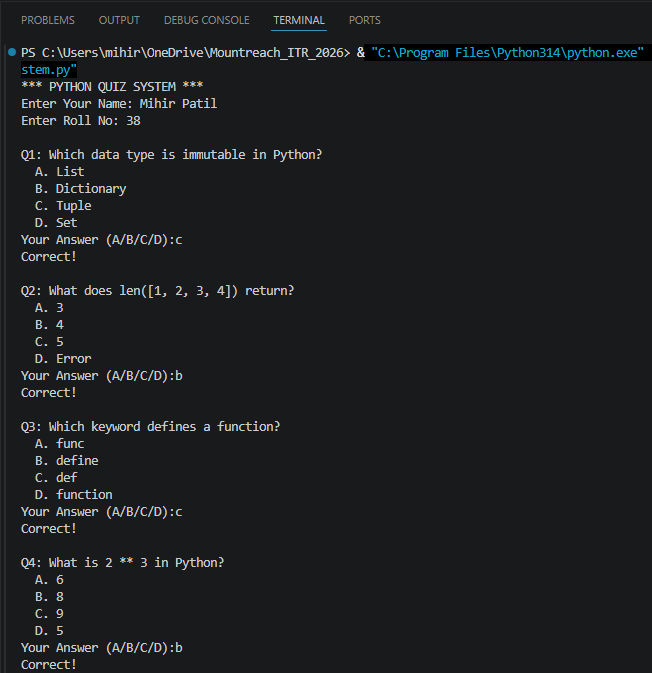 PROBLEMS OUTPUT DEBUG CONSOLE TERMINAL PORTS
PS C:\Users\mihir\OneDrive\Mountreach_ITR_2026> & "C:\Program Files\Python314\python.exe"
stem.py"
*** PYTHON QUIZ SYSTEM ***
Enter Your Name: Mihir Patil
Enter Roll No: 38
Q1: Which data type is immutable in Python?
A. List
B. Dictionary
C. Tuple
D. Set
Your Answer (A/B/C/D):c
Correct!
Q2: What does len([1, 2, 3, 4]) return?
A. 3
B. 4
C. 5
D. Error
Your Answer (A/B/C/D):b
Correct!
Q3: Which keyword defines a function?
A. func
B. define
C. def
D. function
Your Answer (A/B/C/D):c
Correct!
Q4: What is 2 ** 3 in Python?
A. 6
B. 8
C. 9
D. 5
Your Answer (A/B/C/D):b
Correct!